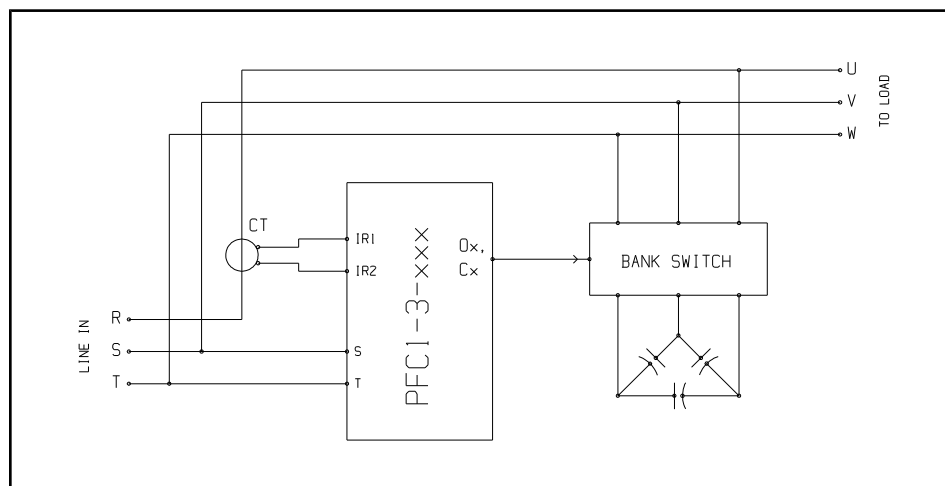 U
V
W
TO LOAD
CT
IR1
IR2
S
T
PFC1-3-xxx
Ox,
Cx
BANK SWITCH
LINE IN
R
S
T